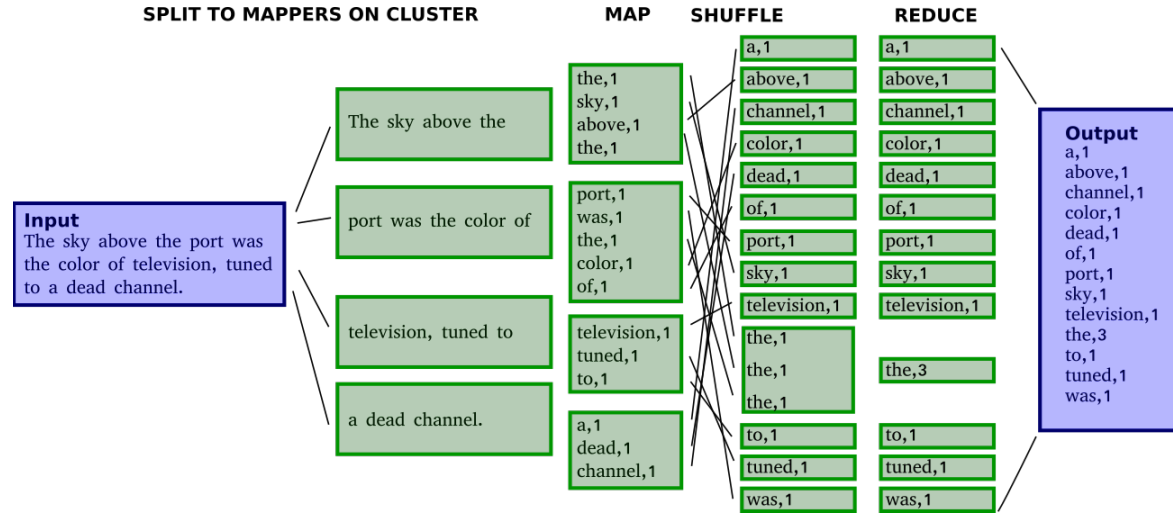 SPLIT TO MAPPERS ON CLUSTER
MAP
SHUFFLE
REDUCE
Input
The sky above the port was
the color of television, tuned
to a dead channel.
The sky above the
port was the color of
television, tuned to
a dead channel.
the,1
sky,1
above,1
the,1
port,1
was,1
the,1
color,1
of,1
television,1
tuned,1
to,1
a,1
dead,1
channel,1
a,1
above,1
channel,1
color,1
dead,1
of,1
port,1
sky,1
television,1
the,1
the,1
the,1
to,1
tuned,1
was,1
a,1
above,1
channel,1
color,1
dead,1
of,1
port,1
sky,1
television,1
the,3
to,1
tuned,1
was,1
Output
a,1
above,1
channel,1
color,1
dead,1
of,1
port,1
sky,1
television,1
the,3
to,1
tuned,1
was,1